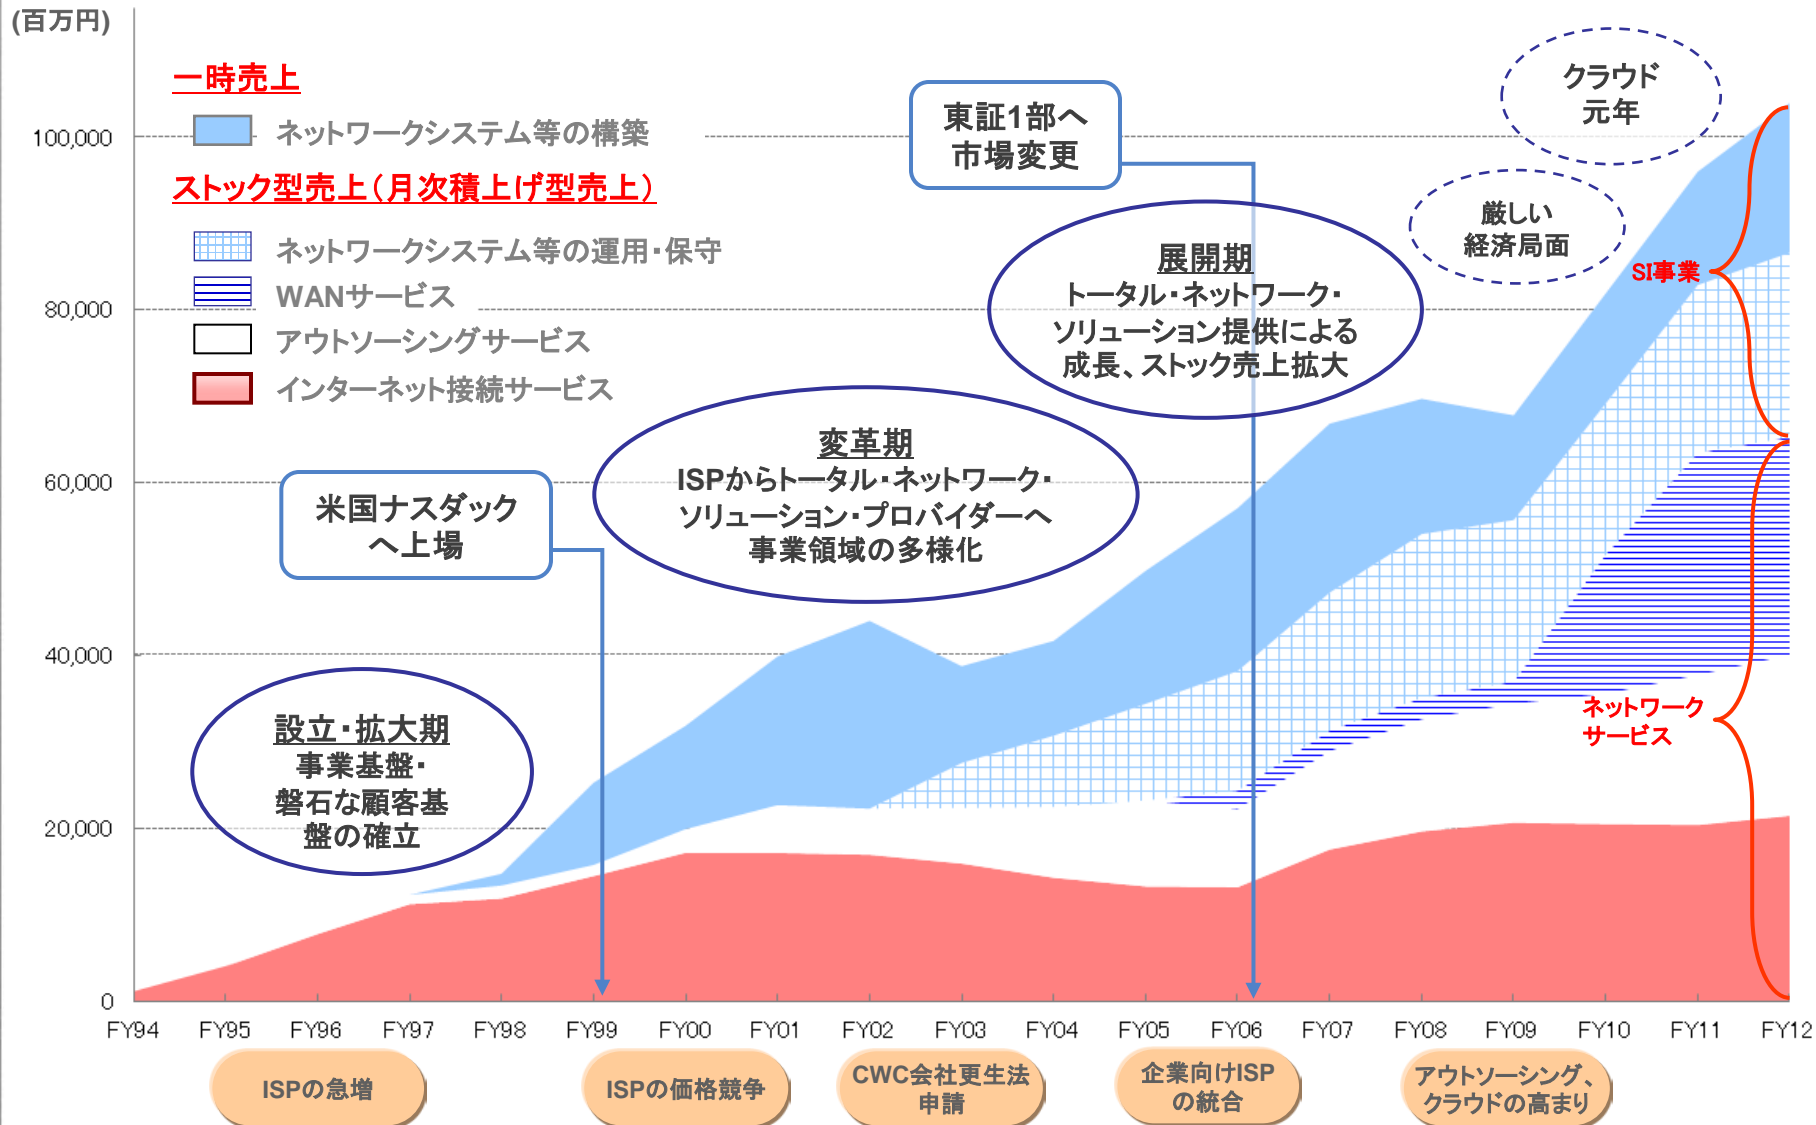 (百万円)
一時売上
ネットワークシステム等の構築
ストック型売上(月次積上げ型売上)
ネットワークシステム等の運用・保守
WANサービス
アウトソーシングサービス
インターネット接続サービス
100,000
80,000
60,000
40,000
20,000
0
東証1部へ
市場変更
クラウド
元年
厳しい
経済局面
展開期
トータル・ネットワーク・
ソリューション提供による
成長、ストック売上拡大
SI事業
変革期
ISPからトータル・ネットワーク・
ソリューション・プロバイダーへ
事業領域の多様化
米国ナスダック
へ上場
設立・拡大期
事業基盤・
磐石な顧客基
盤の確立
ネットワーク
サービス
FY94 FY95 FY96 FY97 FY98 FY99 FY00 FY01 FY02 FY03 FY04 FY05 FY06 FY07 FY08 FY09 FY10 FY11 FY12
ISPの急増
ISPの価格競争
CWC会社更生法
申請
企業向けISP
の統合
アウトソーシング、
クラウドの高まり